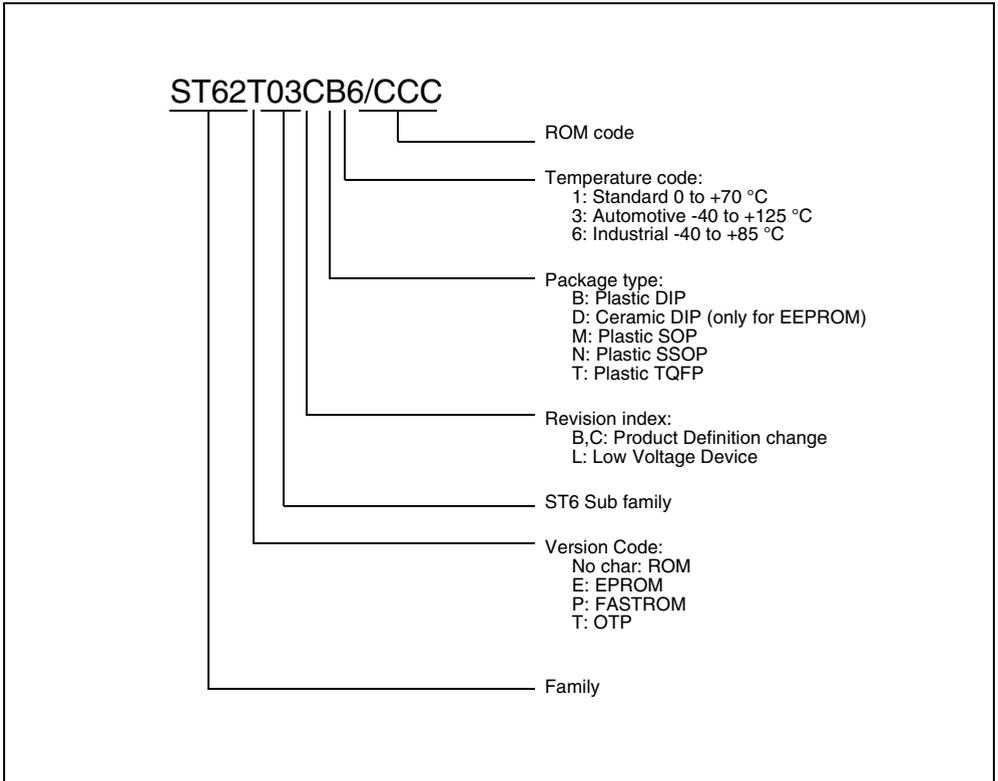 ST62T03CB6/CCC
ROM code
Temperature code:
1: Standard 0 to +70 °C
3: Automotive -40 to +125 °C
6: Industrial -40 to +85 °C
Package type:
B: Plastic DIP
D: Ceramic DIP (only for EEPROM)
M: Plastic SOP
N: Plastic SSOP
T: Plastic TQFP
Revision index:
B,C: Product Definition change
L: Low Voltage Device
ST6 Sub family
Version Code:
No char: ROM
E: EPROM
P: FASTROM
T: OTP
Family